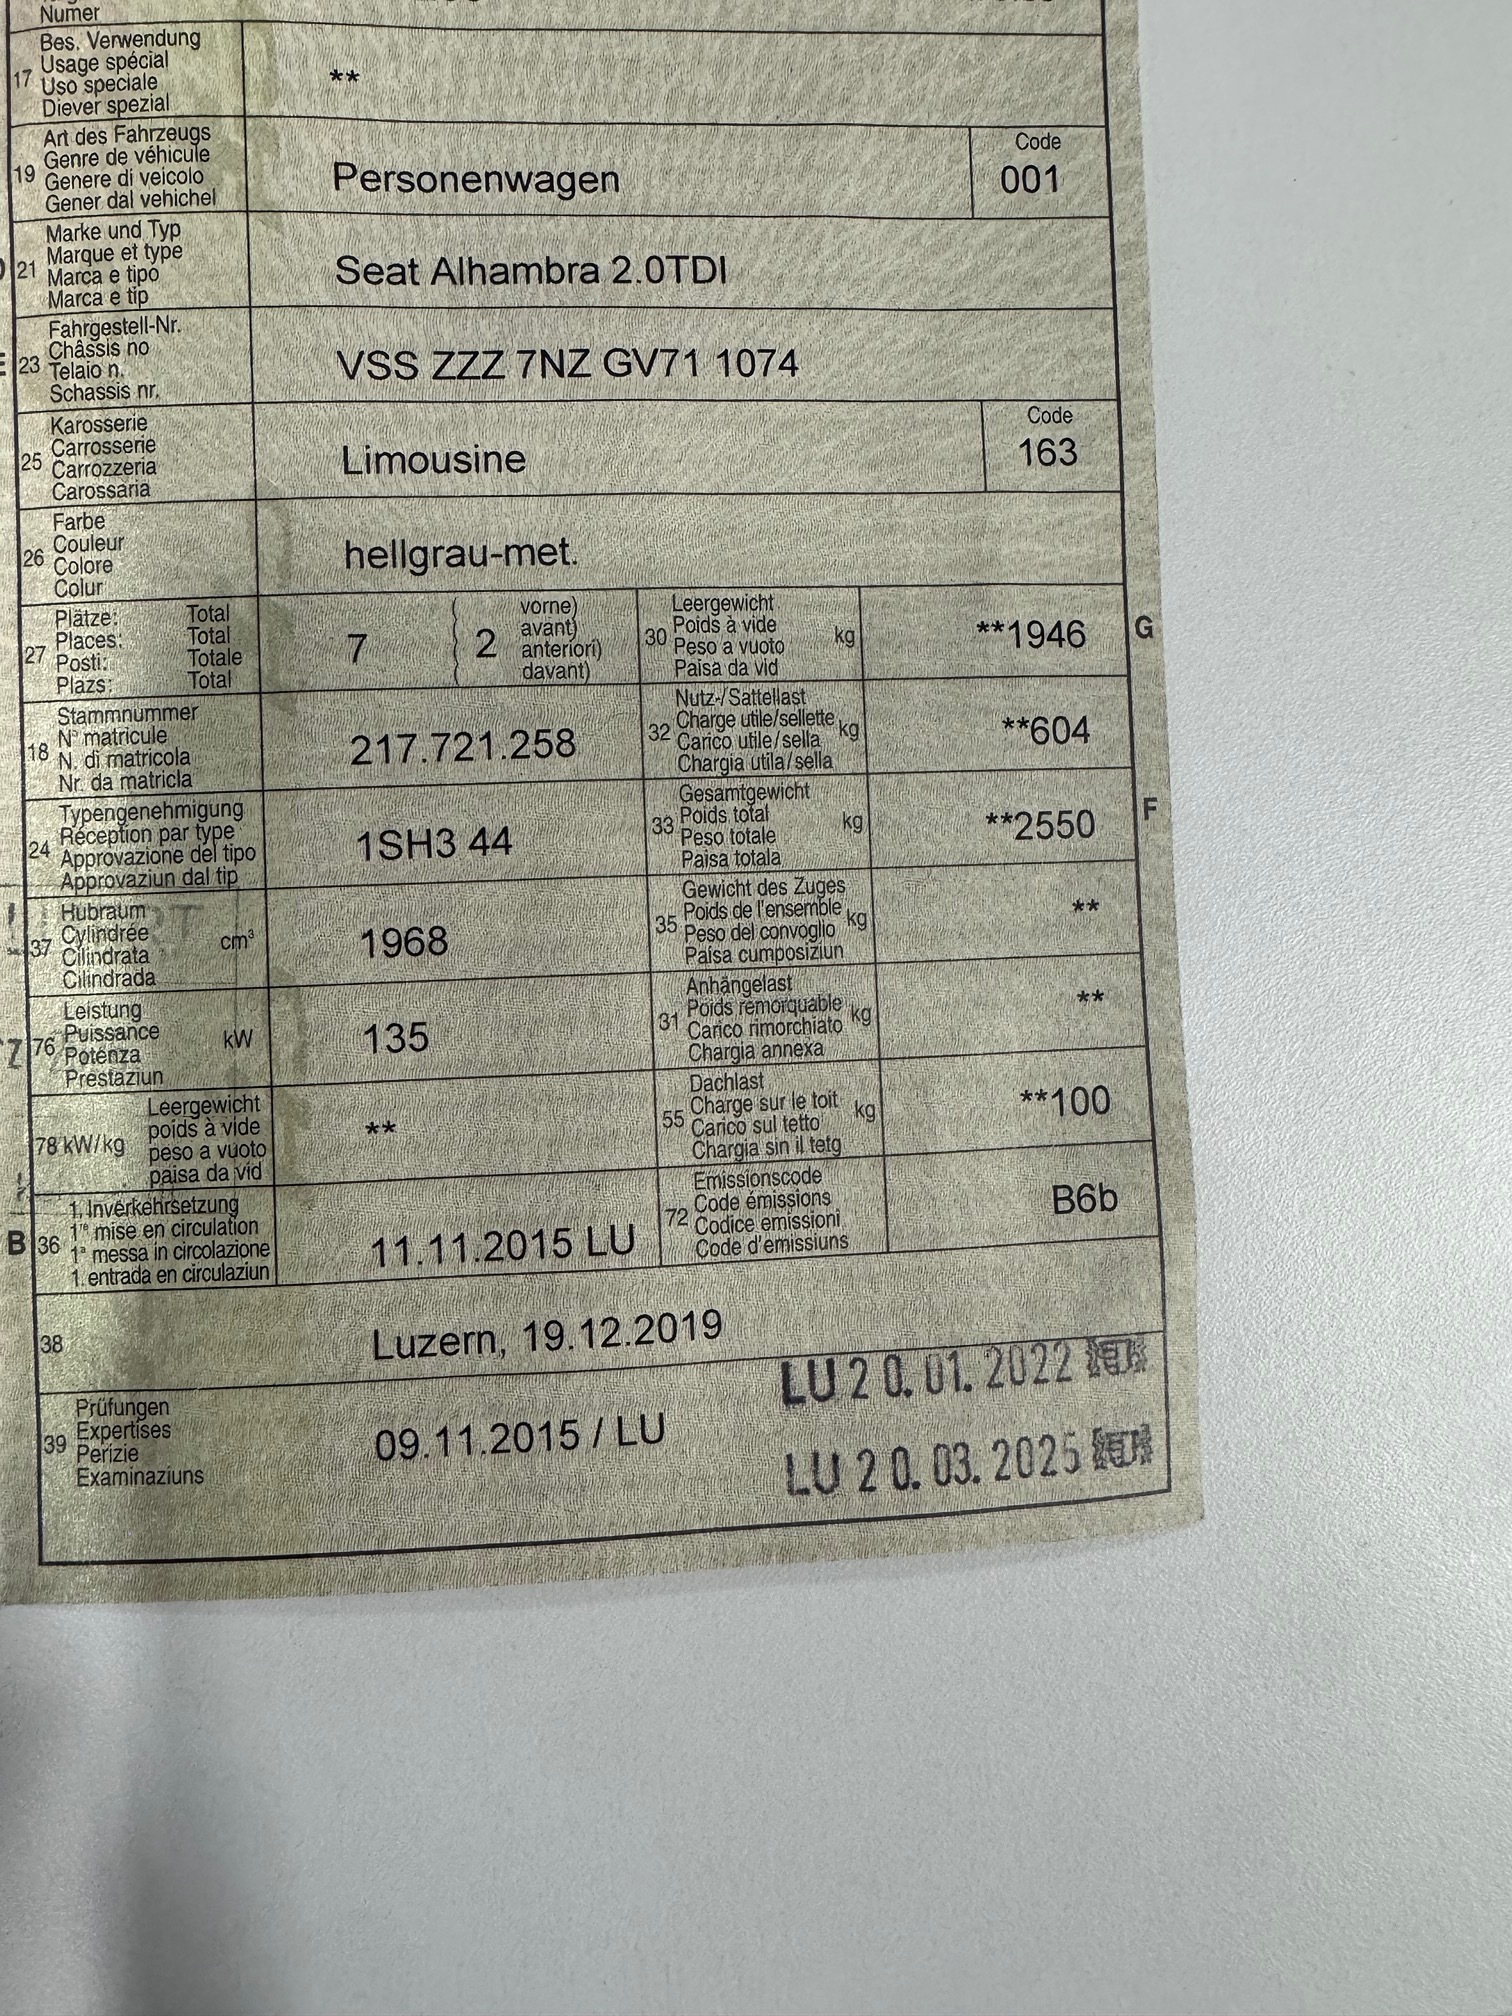 Numer
17 Bes. Verwendung
Usage spécial
Uso speciale
Diever spezial
**
19 Art des Fahrzeugs
Genre de véhicule
Genere di veicolo
Gener dal vehichel
Personenwagen
Code
001
21 Marke und Typ
Marque et type
Marca e tipo
Marca e tip
Seat Alhambra 2.0TDI
23 Fahrgestell-Nr.
Châssis no
Telaio n.
Schassis nr.
VSS ZZZ 7NZ GV71 1074
25 Karosserie
Carrosserie
Carrozzeria
Carossaria
Limousine
Code
163
26 Farbe
Couleur
Colore
Colur
hellgrau-met.
27 Plätze: Total
Places: Total
Posti: Totale
Plazs: Total
7 ( 2 vorne)
avant)
anteriori)
davant)
30 Leergewicht
Poids à vide kg
Peso a vuoto
Paisa da vid
**1946 G
18 Stammnummer
N° matricule
N. di matricola
Nr. da matricla
217.721.258
32 Nutz-/Sattellast
Charge utile/sellette kg
Carico utile/sella
Chargia utila/sella
**604
24 Typengenehmigung
Réception par type
Approvazione del tipo
Approvaziun dal tip
1SH3 44
33 Gesamtgewicht
Poids total kg
Peso totale
Paisa totala
**2550 F
37 Hubraum
Cylindrée cm³
Cilindrata
Cilindrada
1968
35 Gewicht des Zuges
Poids de l'ensemble kg
Peso del convoglio
Paisa cumposiziun
**
76 Leistung
Puissance kW
Potenza
Prestaziun
135
31 Anhängelast
Poids remorquable kg
Carico rimorchiato
Chargia annexa
**
78 kW/kg Leergewicht
poids à vide
peso a vuoto
paisa da vid
**
55 Dachlast
Charge sur le toit kg
Carico sul tetto
Chargia sin il tetg
**100
B 36 1. Inverkehrsetzung
1re mise en circulation
1a messa in circolazione
1. entrada en circulaziun
11.11.2015 LU
72 Emissionscode
Code émissions
Codice emissioni
Code d'emissiuns
B6b
38 Luzern, 19.12.2019
LU 20.01.2022
39 Prüfungen
Expertises
Perizie
Examinaziuns
09.11.2015 / LU
LU 20.03.2025